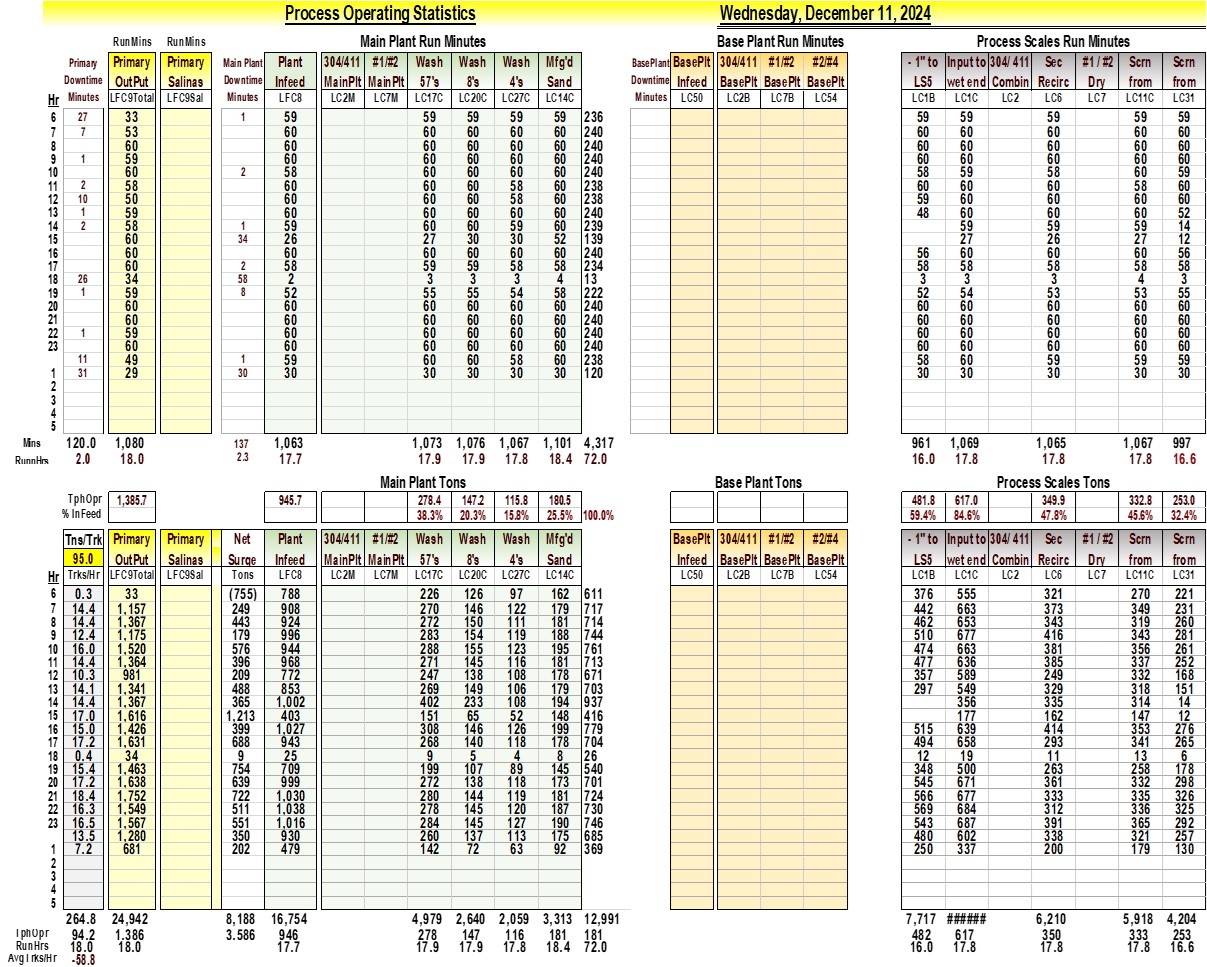 Process Operating Statistics Wednesday, December 11, 2024
RunMins RunMins Main Plant Run Minutes Base Plant Run Minutes Process Scales Run Minutes
Primary Primary Primary Main Plant Plant 304/411 #1/#2 Wash Wash Wash Mfg'd BasePlant BasePlt 304/411 #1/#2 #2/#4 - 1" to Input to 304/ 411 Sec #1 / #2 Scrn Scrn
Downtime OutPut Salinas Downtime Infeed MainPlt MainPlt 57's 8's 4's Sand Downtime Infeed BasePlt BasePlt BasePlt LS5 wet end Combin Recirc Dry from from
Hr Minutes LFC9Total LFC9Sal Minutes LFC8 LC2M LC7M LC17C LC20C LC27C LC14C Minutes LC50 LC2B LC7B LC54 LC1B LC1C LC2 LC6 LC7 LC11C LC31
6 27 33 1 59 59 59 59 59 236 59 59 59 59 59
7 7 53 60 60 60 60 60 240 60 60 60 60 60
8 60 60 60 60 60 60 240 60 60 60 60 60
9 1 59 60 60 60 60 60 240 60 60 60 60 60
10 60 2 58 60 60 60 60 240 58 59 58 60 59
11 2 58 60 60 60 58 60 238 60 60 60 58 60
12 10 50 60 60 60 58 60 238 59 60 60 60 60
13 1 59 60 60 60 60 60 240 48 60 60 60 52
14 2 58 1 59 60 60 59 60 239 60 59 59 14
15 60 34 26 27 30 30 52 139 27 26 27 12
16 60 60 60 60 60 60 240 56 60 60 60 56
17 60 2 58 59 59 58 58 234 58 58 58 58 58
18 26 34 58 2 3 3 3 4 13 3 3 3 4 3
19 1 59 8 52 55 55 54 58 222 52 54 53 53 55
20 60 60 60 60 60 60 240 60 60 60 60 60
21 60 60 60 60 60 60 240 60 60 60 60 60
22 1 59 60 60 60 60 60 240 60 60 60 60 60
23 60 60 60 60 60 60 240 60 60 60 60 60
11 49 1 59 60 60 58 60 238 58 60 59 59 59
1 31 29 30 30 30 30 30 30 120 30 30 30 30 30
2
3
4
5
Mins 120.0 1,080 137 1,063 1,073 1,076 1,067 1,101 4,317 961 1,069 1,065 1,067 997
RunnHrs 2.0 18.0 2.3 17.7 17.9 17.9 17.8 18.4 72.0 16.0 17.8 17.8 17.8 16.6
Main Plant Tons Base Plant Tons Process Scales Tons
TphOpr 1,385.7 945.7 278.4 147.2 115.8 180.5 481.8 617.0 349.9 332.8 253.0
% InFeed 38.3% 20.3% 15.8% 25.5% 100.0% 59.4% 84.6% 47.8% 45.6% 32.4%
Tns/Trk Primary Primary Net Plant 304/411 #1/#2 Wash Wash Wash Mfg'd BasePlt 304/411 #1/#2 #2/#4 - 1" to Input to 304/ 411 Sec #1 / #2 Scrn Scrn
95.0 OutPut Salinas Surge Infeed MainPlt MainPlt 57's 8's 4's Sand Infeed BasePlt BasePlt BasePlt LS5 wet end Combin Recirc Dry from from
Hr Trks/Hr LFC9Total LFC9Sal Tons LFC8 LC2M LC7M LC17C LC20C LC27C LC14C LC50 LC2B LC7B LC54 LC1B LC1C LC2 LC6 LC7 LC11C LC31
6 0.3 33 (755) 788 226 126 97 162 611 376 555 321 270 221
7 14.4 1,157 249 908 270 146 122 179 717 442 663 373 349 231
8 14.4 1,367 443 924 272 150 111 181 714 462 653 343 319 260
9 12.4 1,175 179 996 283 154 119 188 744 510 677 416 343 281
10 16.0 1,520 576 944 288 155 123 195 761 474 663 381 356 261
11 14.4 1,364 396 968 271 145 116 181 713 477 636 385 337 252
12 10.3 981 209 772 247 138 108 178 671 357 589 249 332 168
13 14.1 1,341 488 853 269 149 106 179 703 297 549 329 318 151
14 14.4 1,367 365 1,002 402 233 108 194 937 356 335 314 14
15 17.0 1,616 1,213 403 151 65 52 148 416 177 162 147 12
16 15.0 1,426 399 1,027 308 146 126 199 779 515 639 414 353 276
17 17.2 1,631 688 943 268 140 118 178 704 494 658 293 341 265
18 0.4 34 9 25 9 5 4 8 26 12 19 11 13 6
19 15.4 1,463 754 709 199 107 89 145 540 348 500 263 258 178
20 17.2 1,638 639 999 272 138 118 173 701 545 671 361 332 298
21 18.4 1,752 722 1,030 280 144 119 181 724 566 677 333 335 326
22 16.3 1,549 511 1,038 278 145 120 187 730 569 684 312 336 325
23 16.5 1,567 551 1,016 284 145 127 190 746 543 687 391 365 292
13.5 1,280 350 930 260 137 113 175 685 480 602 338 321 257
1 7.2 681 202 479 142 72 63 92 369 250 337 200 179 130
2
3
4
5
264.8 24,942 8,188 16,754 4,979 2,640 2,059 3,313 12,991 7,717 ###### 6,210 5,918 4,204
TphOpr 94.2 1,386 3,586 946 278 147 116 181 181 482 617 350 333 253
RunHrs 18.0 18.0 17.7 17.9 17.9 17.8 18.4 72.0 16.0 17.8 17.8 17.8 16.6
Avg Trks/Hr -58.8